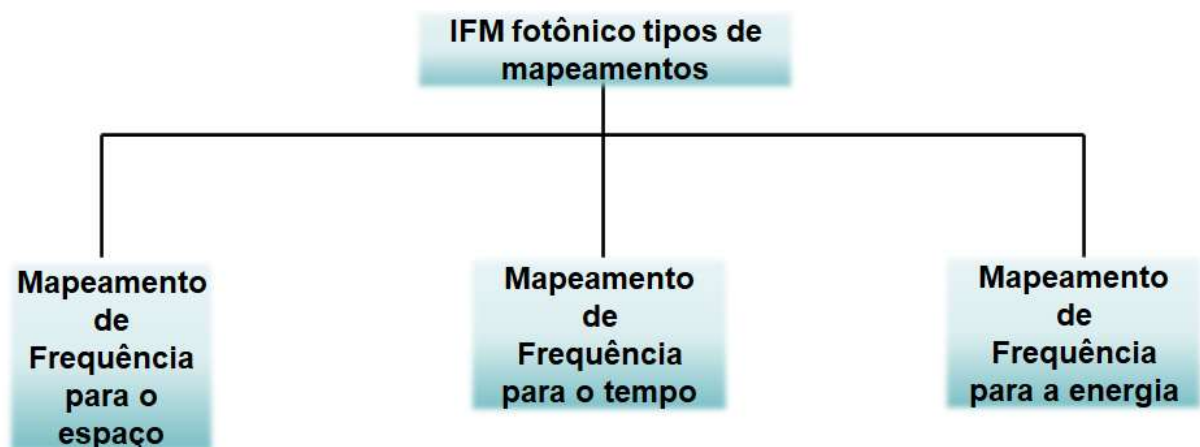 IFM fotônico tipos de
mapeamentos
Mapeamento
de
Frequência
para o
espaço
Mapeamento
de
Frequência
para o tempo
Mapeamento
de
Frequência
para a energia